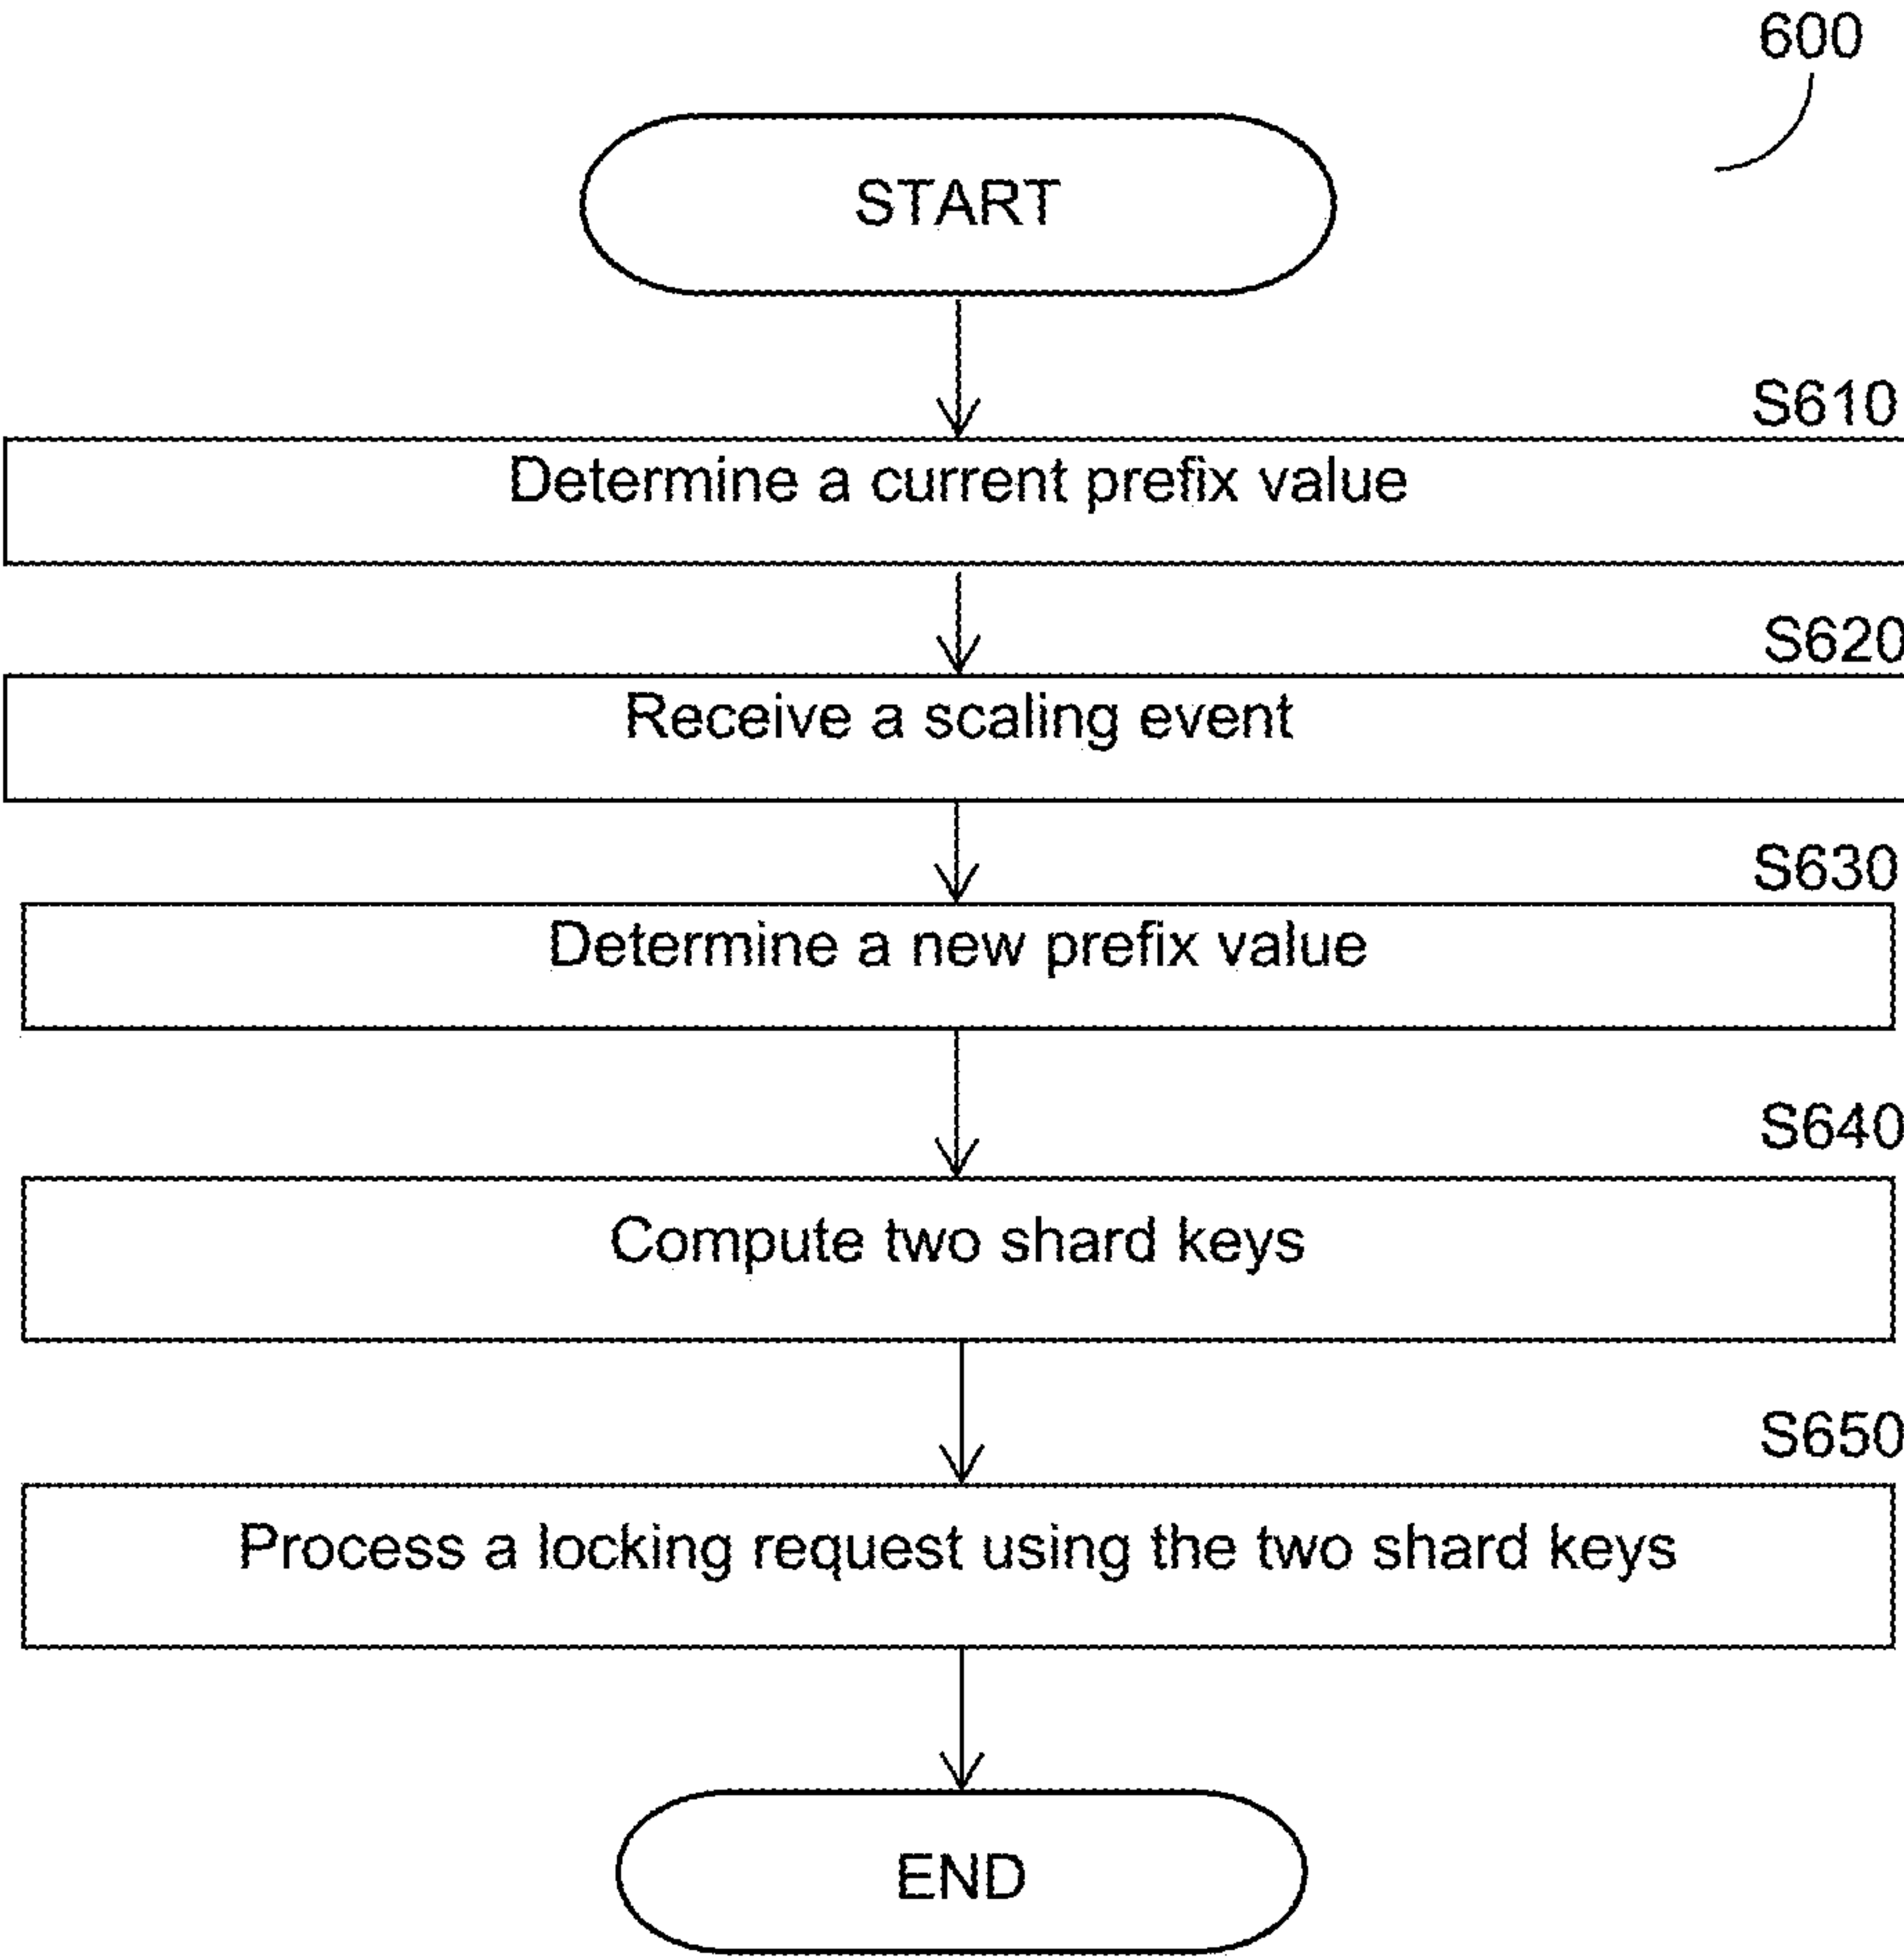 600
START
S610
Determine a current prefix value
S620
Receive a scaling event
S630
Determine a new prefix value
S640
Compute two shard keys
S650
Process a locking request using the two shard keys
END